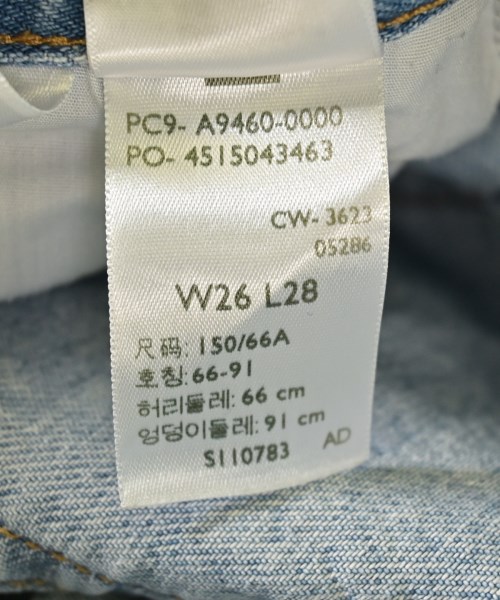 PC9- A9460-0000
PO- 4515043463
CW- 3623
05286
W26 L28
尺码: 150/66A
호칭: 66-91
허리둘레: 66 cm
엉덩이둘레: 91 cm
S110783 AD